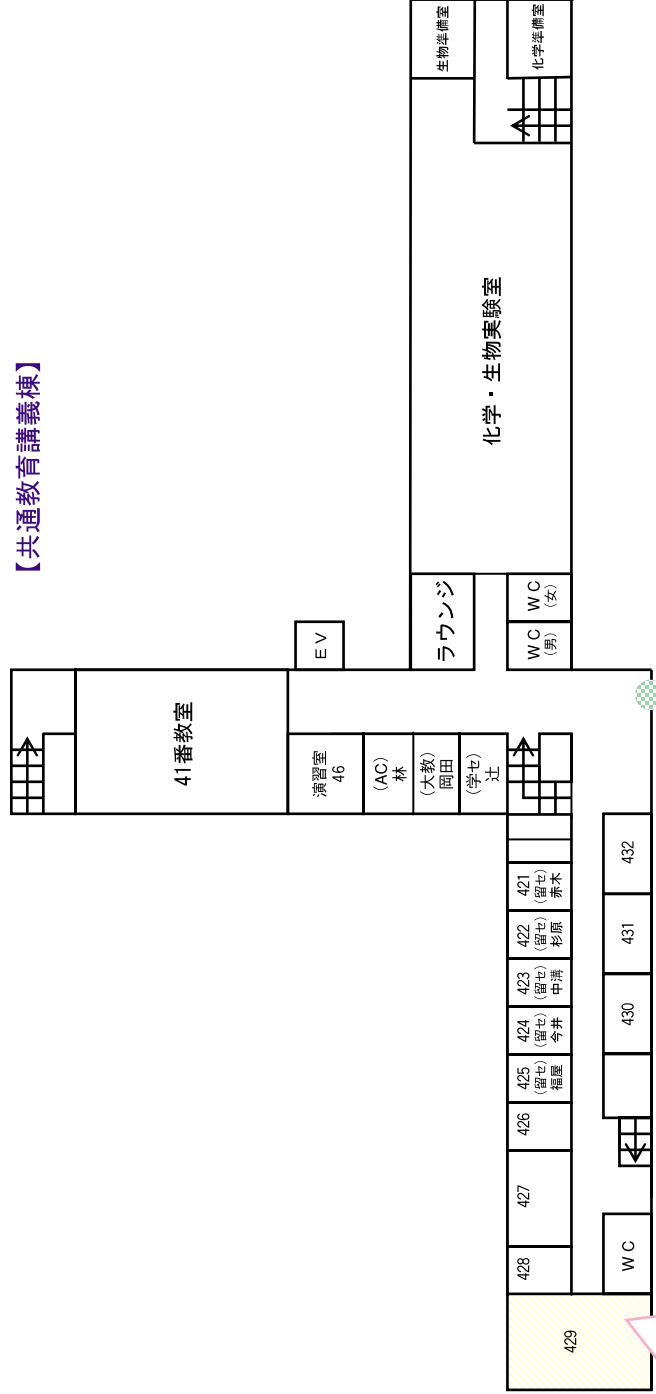 【共通教育講義棟】
生物準備室
化学準備室
化学・生物実験室
ラウンジ
WC
(女)
WC
(男)
EV
41番教室
演習室
46
(AC)
林
(大教)
岡田
(学セ)
辻
421
(留セ)
赤木
422
(留セ)
杉原
423
(留セ)
中溝
424
(留セ)
今井
425
(留セ)
福屋
426
427
428
429
432
431
430
WC